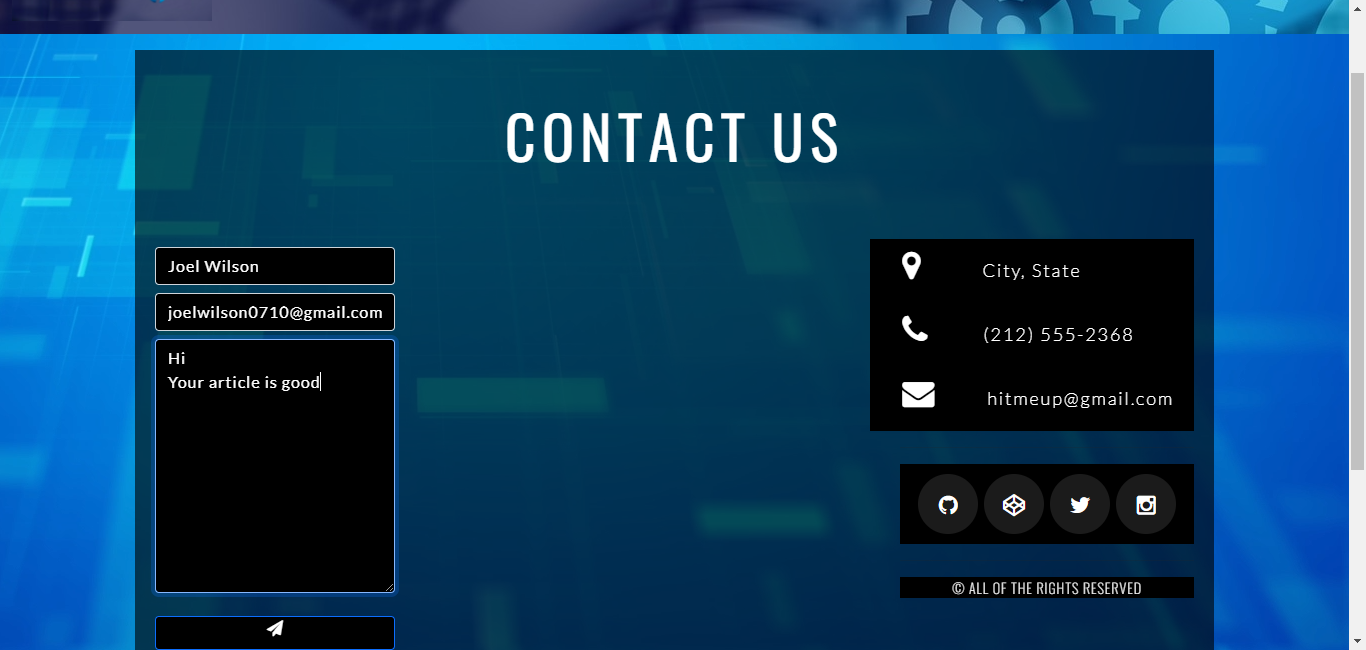 CONTACT US
Joel Wilson
joelwilson0710@gmail.com
Hi
Your article is good
City, State
(212) 555-2368
hitmeup@gmail.com
© ALL OF THE RIGHTS RESERVED